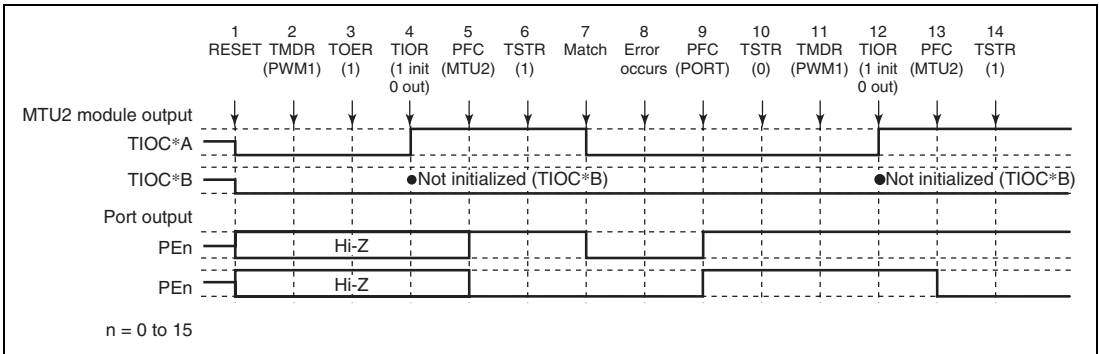 1 2 3 4 5 6 7 8 9 10 11 12 13 14
RESET TMDR TOER TIOR PFC TSTR Match Error PFC TSTR TMDR TIOR PFC TSTR
(PWM1) (1) (1 init (MTU2) (1) occurs (PORT) (0) (PWM1) (1 init (MTU2) (1)
0 out) 0 out)
MTU2 module output
TIOC*A
TIOC*B ●Not initialized (TIOC*B) ●Not initialized (TIOC*B)
Port output
PEn Hi-Z
PEn Hi-Z
n = 0 to 15